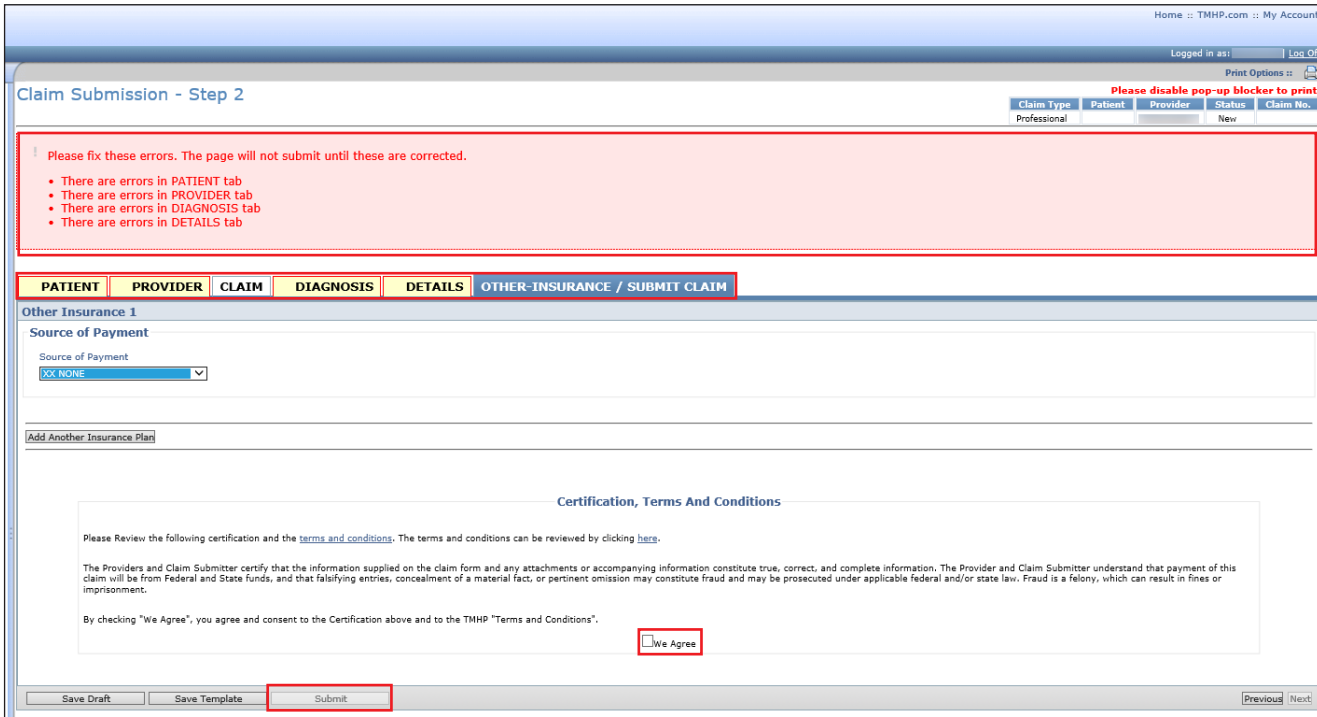 Home :: TMHP.com :: My Account
Logged in as: | Log Of
Print Options ::
Claim Submission - Step 2
Please disable pop-up blocker to print
Claim Type Patient Provider Status Claim No.
Professional New
! Please fix these errors. The page will not submit until these are corrected.
• There are errors in PATIENT tab
• There are errors in PROVIDER tab
• There are errors in DIAGNOSIS tab
• There are errors in DETAILS tab
PATIENT PROVIDER CLAIM DIAGNOSIS DETAILS OTHER-INSURANCE / SUBMIT CLAIM
Other Insurance 1
Source of Payment
Source of Payment
XX NONE
Add Another Insurance Plan
Certification, Terms And Conditions
Please Review the following certification and the terms and conditions. The terms and conditions can be reviewed by clicking here.
The Providers and Claim Submitter certify that the information supplied on the claim form and any attachments or accompanying information constitute true, correct, and complete information. The Provider and Claim Submitter understand that payment of this
claim will be from Federal and State funds, and that falsifying entries, concealment of a material fact, or pertinent omission may constitute fraud and may be prosecuted under applicable federal and/or state law. Fraud is a felony, which can result in fines or
imprisonment.
By checking "We Agree", you agree and consent to the Certification above and to the TMHP "Terms and Conditions".
We Agree
Save Draft Save Template Submit Previous Next